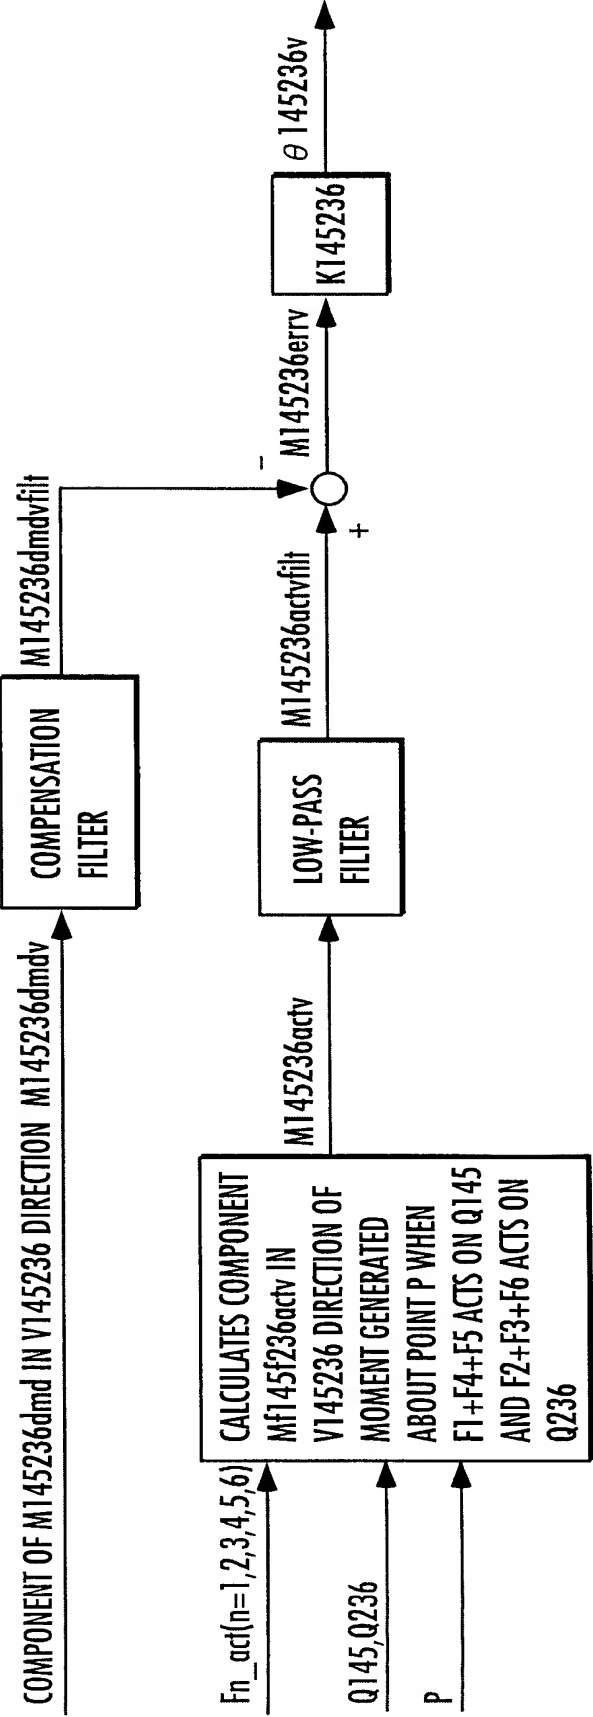 COMPONENT OF M145236dmd IN V145236 DIRECTION M145236dmdv
COMPENSATION
FILTER
M145236dmdvfilt
-
Fn_act(n=1,2,3,4,5,6)
Q145,Q236
P
CALCULATES COMPONENT
Mf145f236actv IN
V145236 DIRECTION OF
MOMENT GENERATED
ABOUT POINT P WHEN
F1+F4+F5 ACTS ON Q145
AND F2+F3+F6 ACTS ON
Q236
M145236actv
LOW-PASS
FILTER
M145236actvfilt
+
M145236errv
K145236
θ145236v